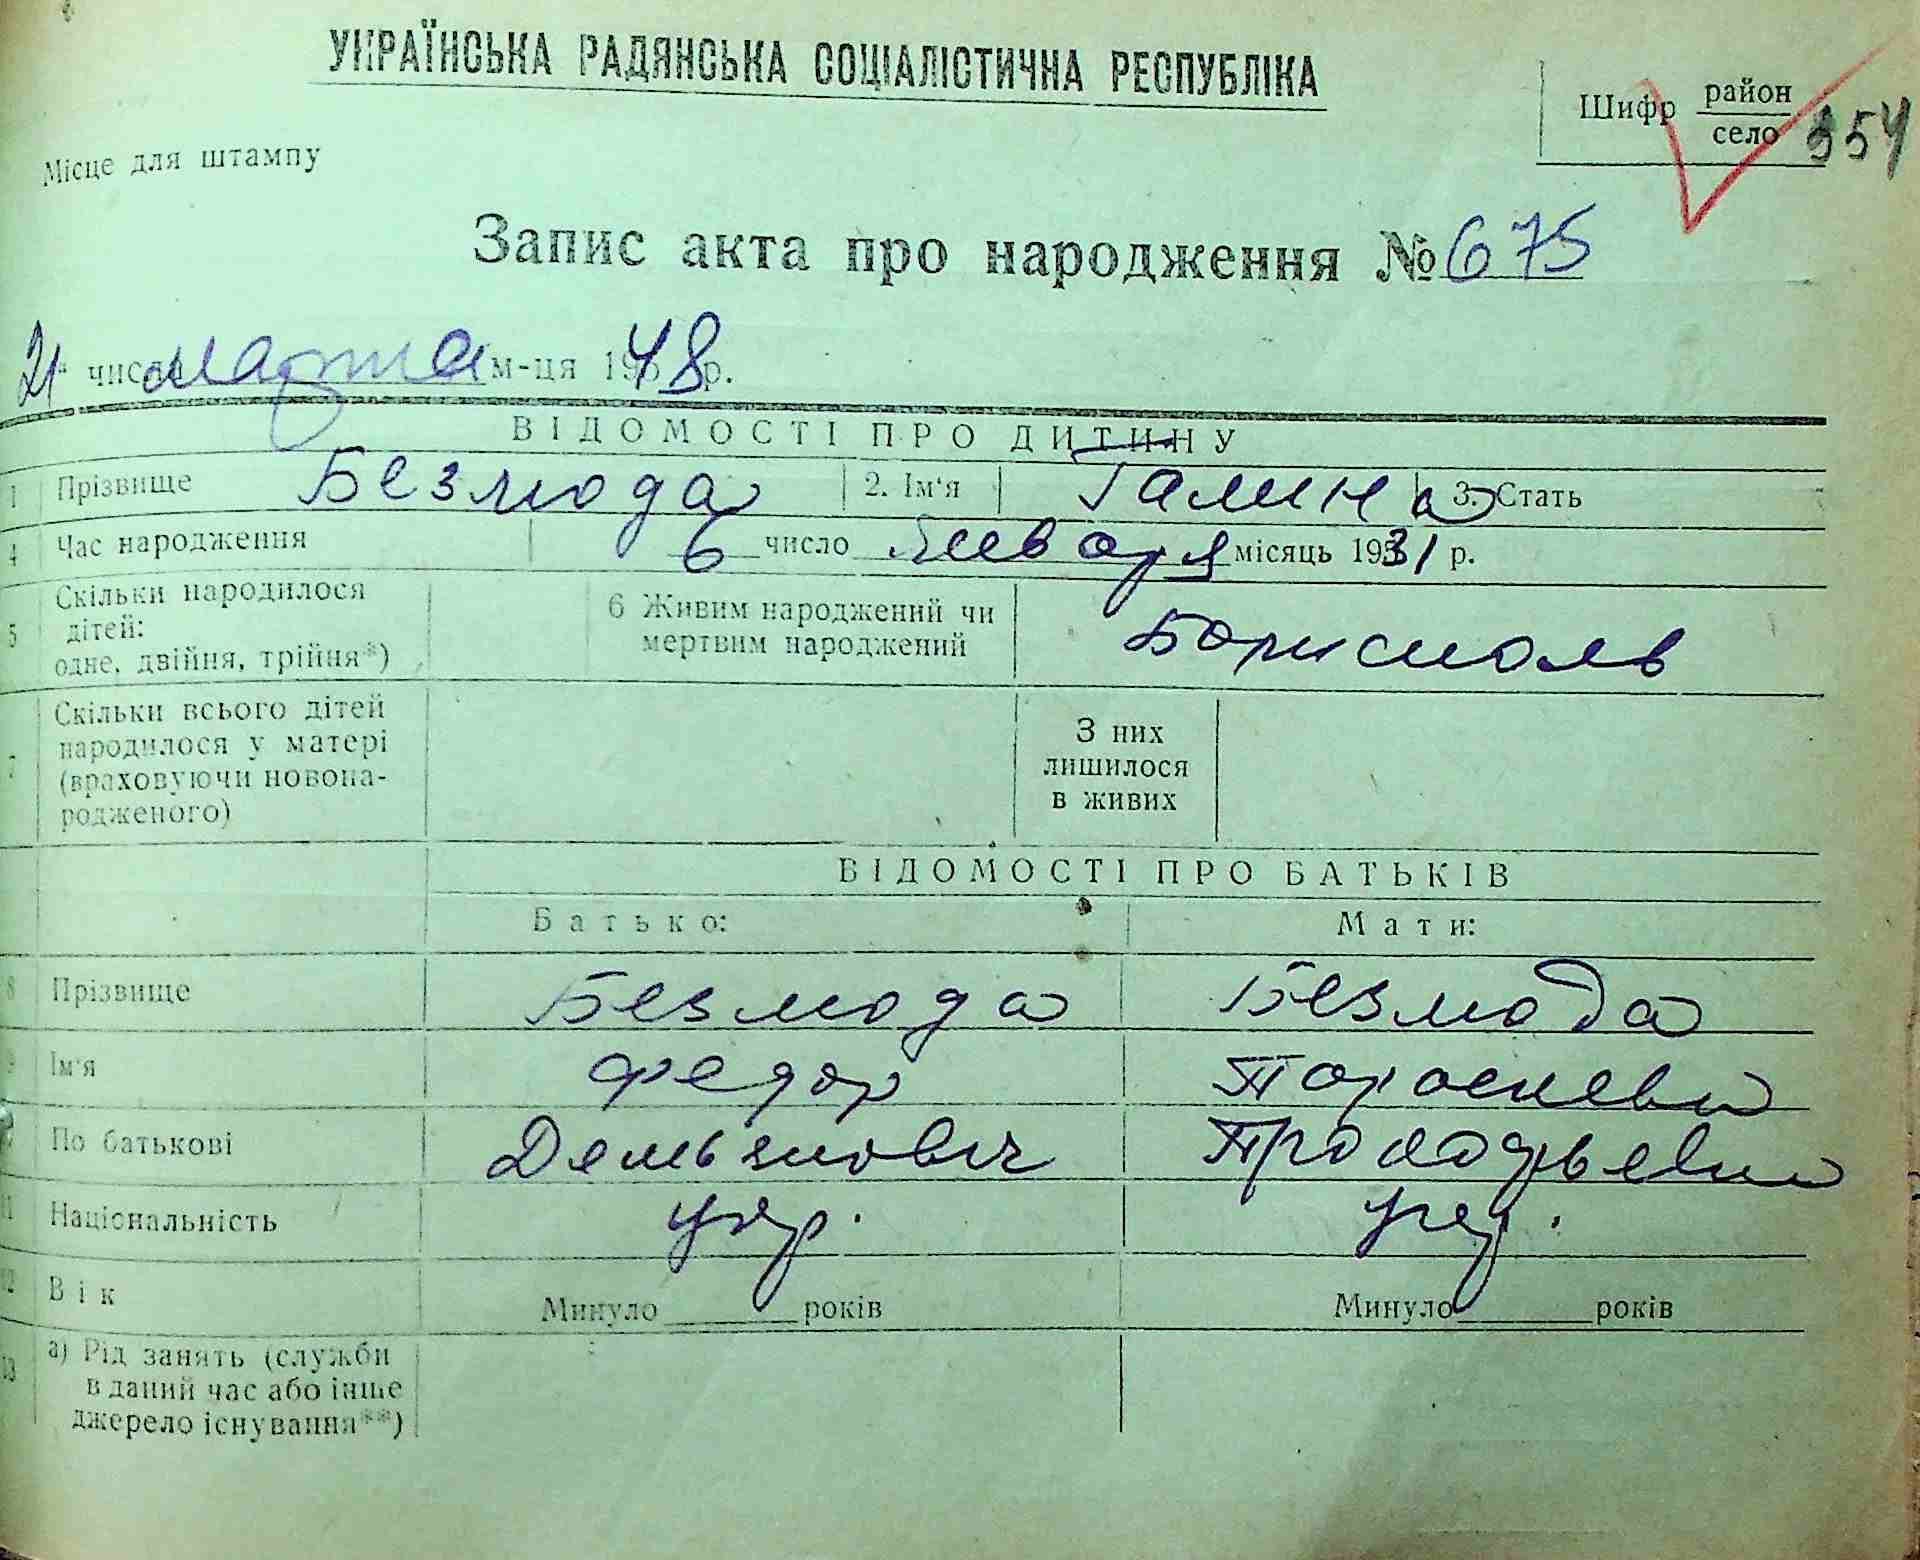 УКРАЇНСЬКА РАДЯНСЬКА СОЦІАЛІСТИЧНА РЕСПУБЛІКА
Шифр район
село 354
Місце для штампу
Запис акта про народження № 675
21 числа марта м-ця 1948 р.
ВІДОМОСТІ ПРО ДИТИНУ
1 Прізвище Безмода 2. Ім'я Галина 3. Стать
4 Час народження 6 число января місяць 1931 р.
5 Скільки народилося дітей: одне, двійня, трійня*) 6 Живим народжений чи мертвим народжений Борисполь
7 Скільки всього дітей народилося у матері (враховуючи новонародженого) З них лишилося в живих
ВІДОМОСТІ ПРО БАТЬКІВ
Батько: Мати:
8 Прізвище Безмода Безмода
9 Ім'я Федор
По батькові Демьянович Прокофьевна
11 Національність укр. укр.
12 Вік Минуло років Минуло років
13 а) Рід занять (служби
в даний час або інше
джерело існування**)